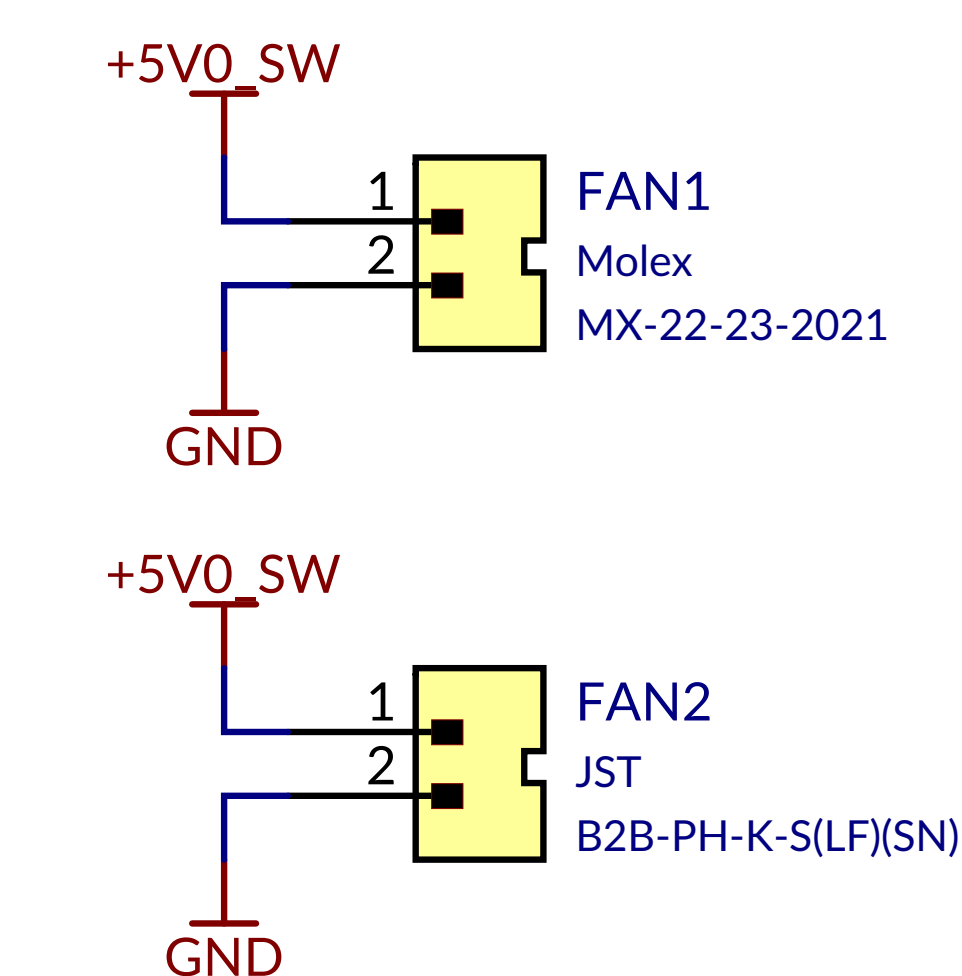 +5V0_SW
1
FAN1
2
Molex
MX-22-23-2021
GND
+5V0_SW
1
FAN2
2
JST
B2B-PH-K-S(LF)(SN)
GND